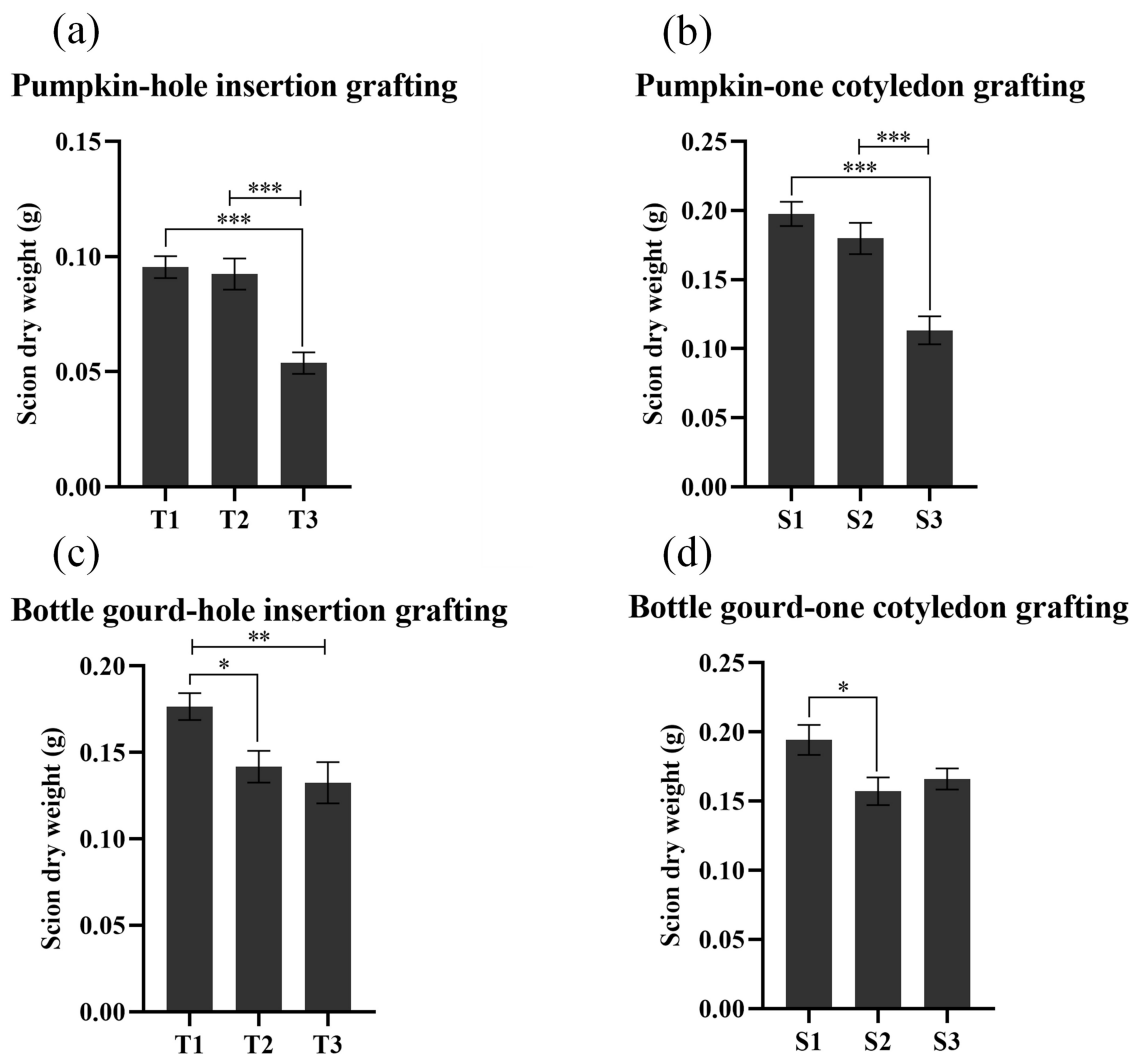 (a)
Pumpkin-hole insertion grafting
Scion dry weight (g)
0.15
0.10
0.05
0.00
***
***
T1 T2 T3
(b)
Pumpkin-one cotyledon grafting
Scion dry weight (g)
0.25
0.20
0.15
0.10
0.05
0.00
***
***
S1 S2 S3
(c)
Bottle gourd-hole insertion grafting
Scion dry weight (g)
0.20
0.15
0.10
0.05
0.00
**
*
T1 T2 T3
(d)
Bottle gourd-one cotyledon grafting
Scion dry weight (g)
0.25
0.20
0.15
0.10
0.05
0.00
*
S1 S2 S3